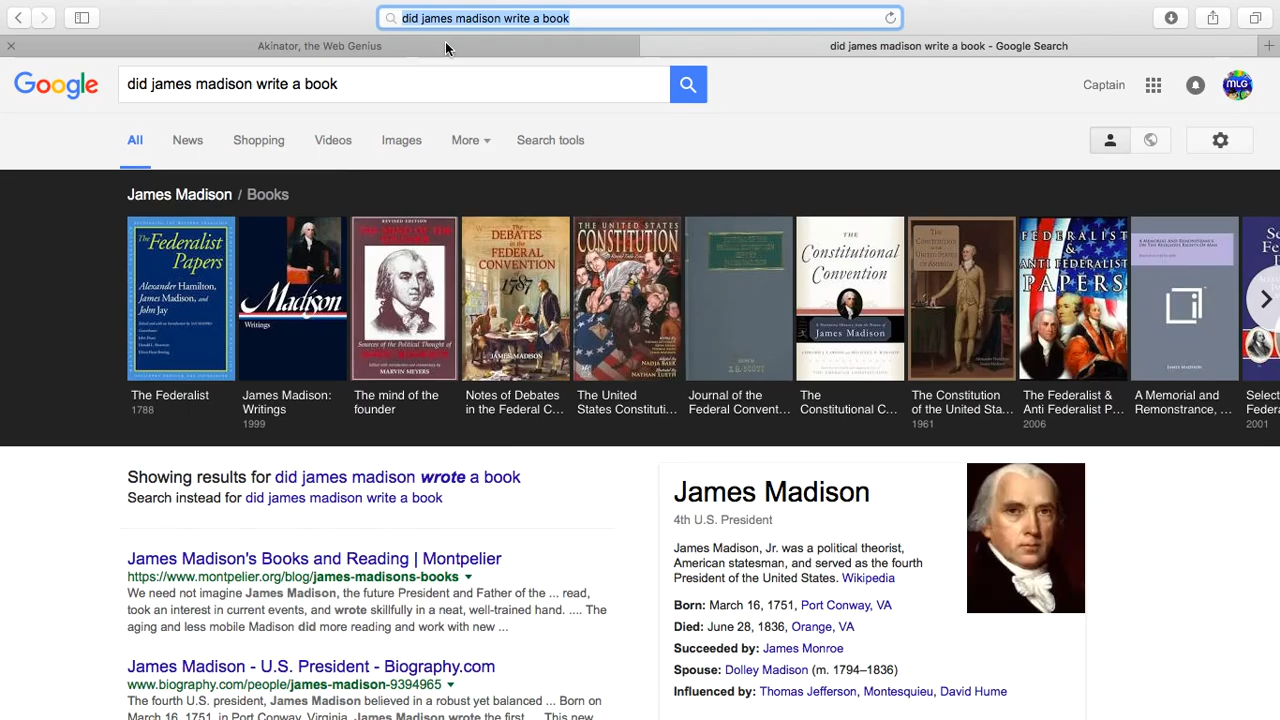 did james madison write a book
Akinator, the Web Genius
did james madison write a book - Google Search
Google
did james madison write a book
Captain
MLG
All News Shopping Videos Images More Search tools
James Madison / Books
The Federalist Papers
Alexander Hamilton,
James Madison, and
John Jay
Madison
Writings
REVISED EDITION
THE MIND OF THE FOUNDER
Sources of the Political Thought of
JAMES MADISON
MARVIN MEYERS
DEBATES
in the
FEDERAL
CONVENTION
of
1787
JAMES MADISON
THE UNITED STATES
CONSTITUTION
THE
Constitutional
Convention
James Madison
FEDERALIST
&
ANTI FEDERALIST
PAPERS
The Federalist
1788
James Madison: Writings
1999
The mind of the founder
Notes of Debates in the Federal C...
The United States Constituti...
Journal of the Federal Convent...
The Constitutional C...
The Constitution of the United Sta...
1961
The Federalist & Anti Federalist P...
2006
A Memorial and Remonstrance, ...
Select
Federa
2001
Showing results for did james madison wrote a book
Search instead for did james madison write a book
James Madison's Books and Reading | Montpelier
https://www.montpelier.org/blog/james-madisons-books
We need not imagine James Madison, the future President and Father of the ... read,
took an interest in current events, and wrote skillfully in a neat, well-trained hand. .... The
aging and less mobile Madison did more reading and work with new ...
James Madison - U.S. President - Biography.com
www.biography.com/people/james-madison-9394965
The fourth U.S. president, James Madison believed in a robust yet balanced ... Born on
March 16, 1751, in Port Conway, Virginia, James Madison wrote the first ... This new
James Madison
4th U.S. President
James Madison, Jr. was a political theorist,
American statesman, and served as the fourth
President of the United States. Wikipedia
Born: March 16, 1751, Port Conway, VA
Died: June 28, 1836, Orange, VA
Succeeded by: James Monroe
Spouse: Dolley Madison (m. 1794–1836)
Influenced by: Thomas Jefferson, Montesquieu, David Hume